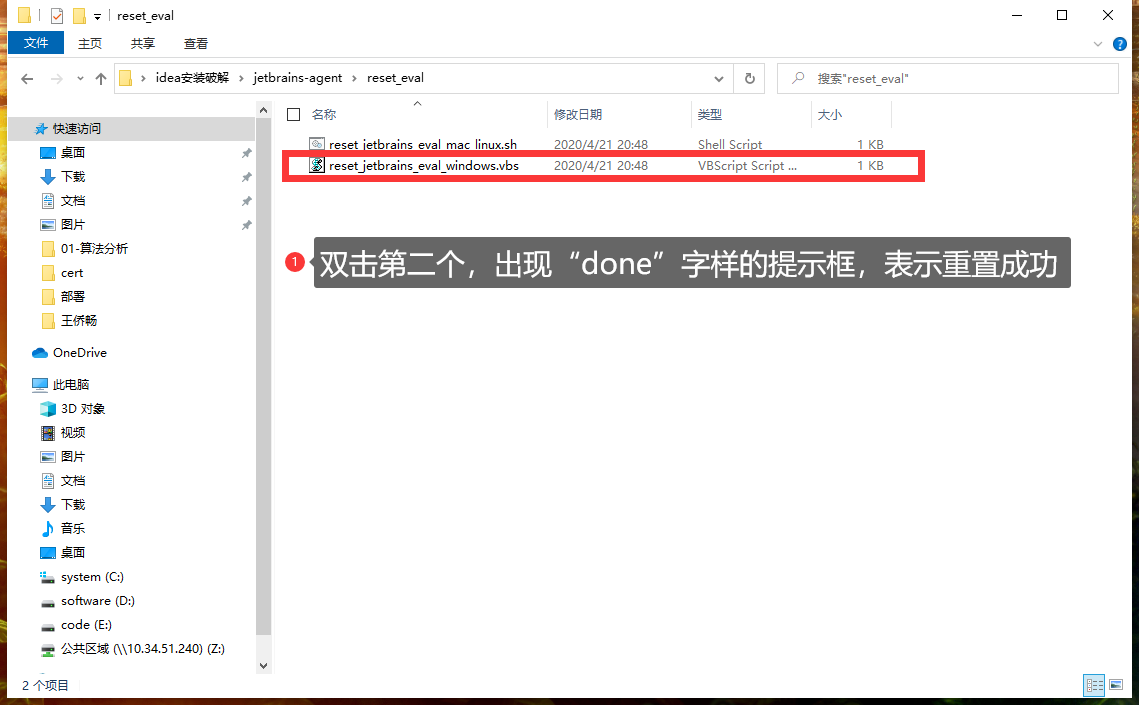 reset_eval
文件 主页 共享 查看
idea安装破解 jetbrains-agent reset_eval 搜索"reset_eval"
名称 修改日期 类型 大小
reset_jetbrains_eval_mac_linux.sh 2020/4/21 20:48 Shell Script 1 KB
reset_jetbrains_eval_windows.vbs 2020/4/21 20:48 VBScript Script ... 1 KB
1 双击第二个，出现“done”字样的提示框，表示重置成功
快速访问
桌面
下载
文档
图片
01-算法分析
cert
部署
王侨畅
OneDrive
此电脑
3D 对象
视频
图片
文档
下载
音乐
桌面
system (C:)
software (D:)
code (E:)
公共区域 (\\10.34.51.240) (Z:)
2 个项目